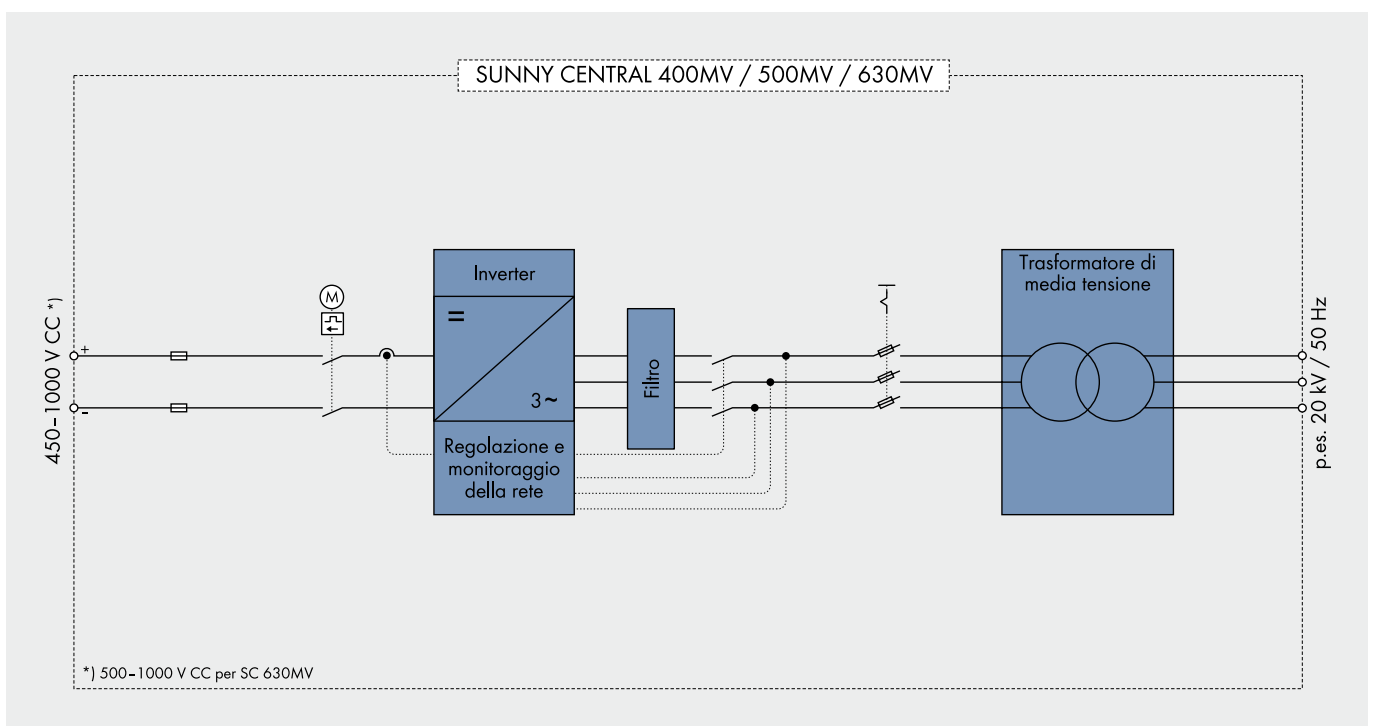 SUNNY CENTRAL 400MV / 500MV / 630MV
450–1000 V CC *)
+
-
M
Inverter
=
3~
Regolazione e
monitoraggio
della rete
Filtro
Trasformatore di
media tensione
p.es. 20 kV / 50 Hz
*) 500–1000 V CC per SC 630MV